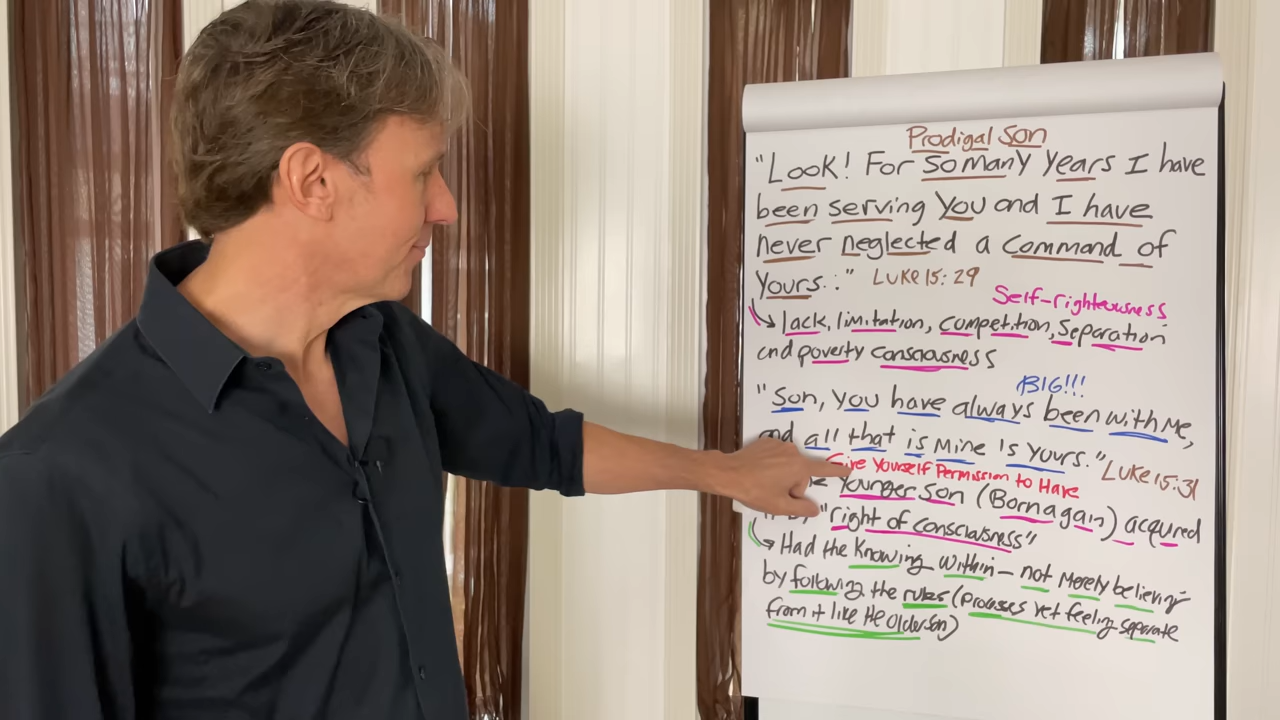 Prodigal Son
"Look! For so many years I have
been serving You and I have
never neglected a command of
Yours.:" Luke 15:29
Self-righteousness
lack, limitation, competition, Separation
and poverty consciousness
BIG!!!
"Son, you have always been with Me,
and all that is Mine is yours." Luke 15:31
Give Yourself Permission to Have
Younger Son (Born again) acquired
"right of consciousness"
Had the Knowing within - not merely believing
by following the rules (
yet feeling separate
from it like the older son)